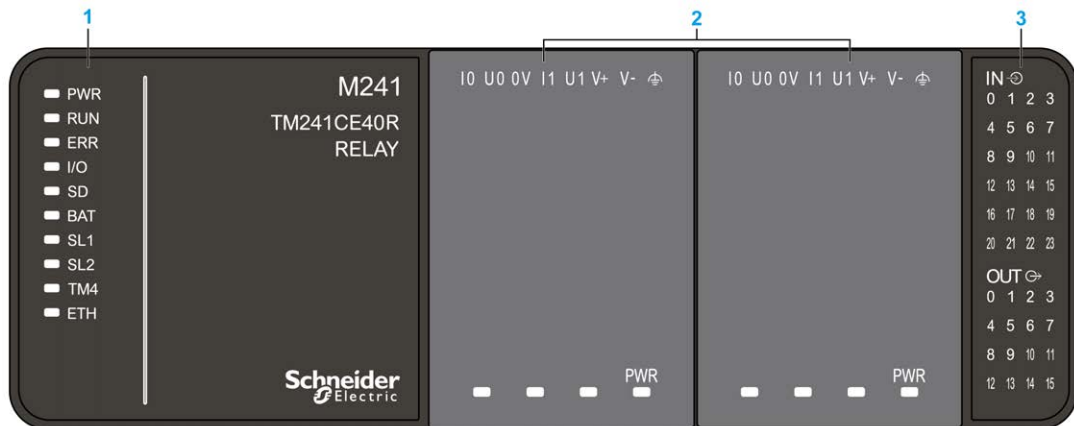 1
2
3
PWR
RUN
ERR
I/O
SD
BAT
SL1
SL2
TM4
ETH
M241
TM241CE40R
RELAY
Schneider
Electric
I0 U0 0V I1 U1 V+ V-
PWR
I0 U0 0V I1 U1 V+ V-
PWR
IN
0 1 2 3
4 5 6 7
8 9 10 11
12 13 14 15
16 17 18 19
20 21 22 23
OUT
0 1 2 3
4 5 6 7
8 9 10 11
12 13 14 15